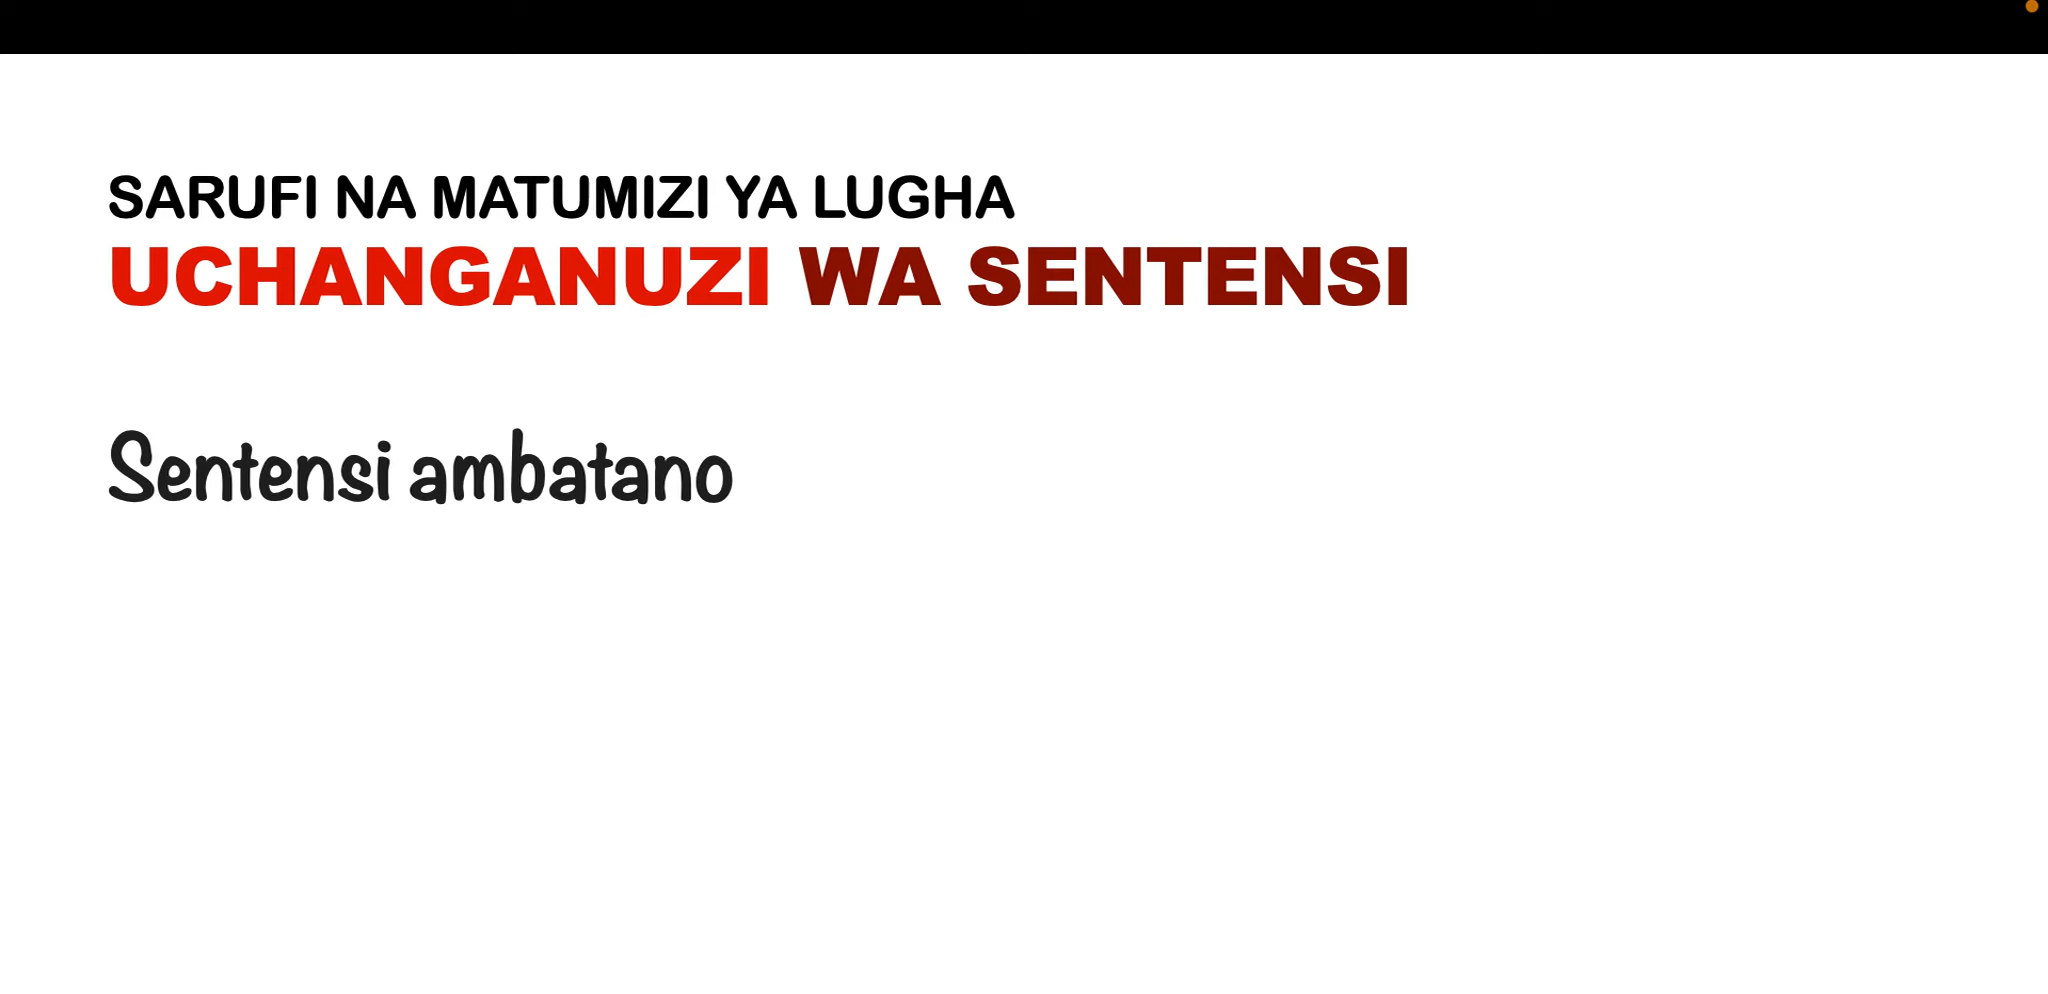 SARUFI NA MATUMIZI YA LUGHA
UCHANGANUZI WA SENTENSI
Sentensi ambatano